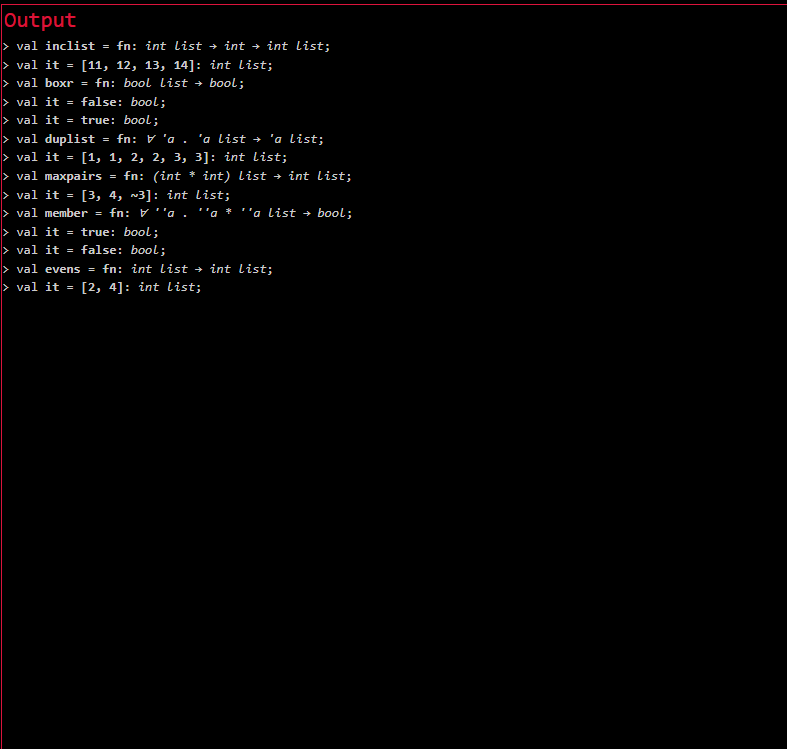 Output
> val inclist = fn: int list → int → int list;
> val it = [11, 12, 13, 14]: int list;
> val boxr = fn: bool list → bool;
> val it = false: bool;
> val it = true: bool;
> val duplist = fn: ∀ 'a . 'a list → 'a list;
> val it = [1, 1, 2, 2, 3, 3]: int list;
> val maxpairs = fn: (int * int) list → int list;
> val it = [3, 4, ~3]: int list;
> val member = fn: ∀ ''a . ''a * ''a list → bool;
> val it = true: bool;
> val it = false: bool;
> val evens = fn: int list → int list;
> val it = [2, 4]: int list;